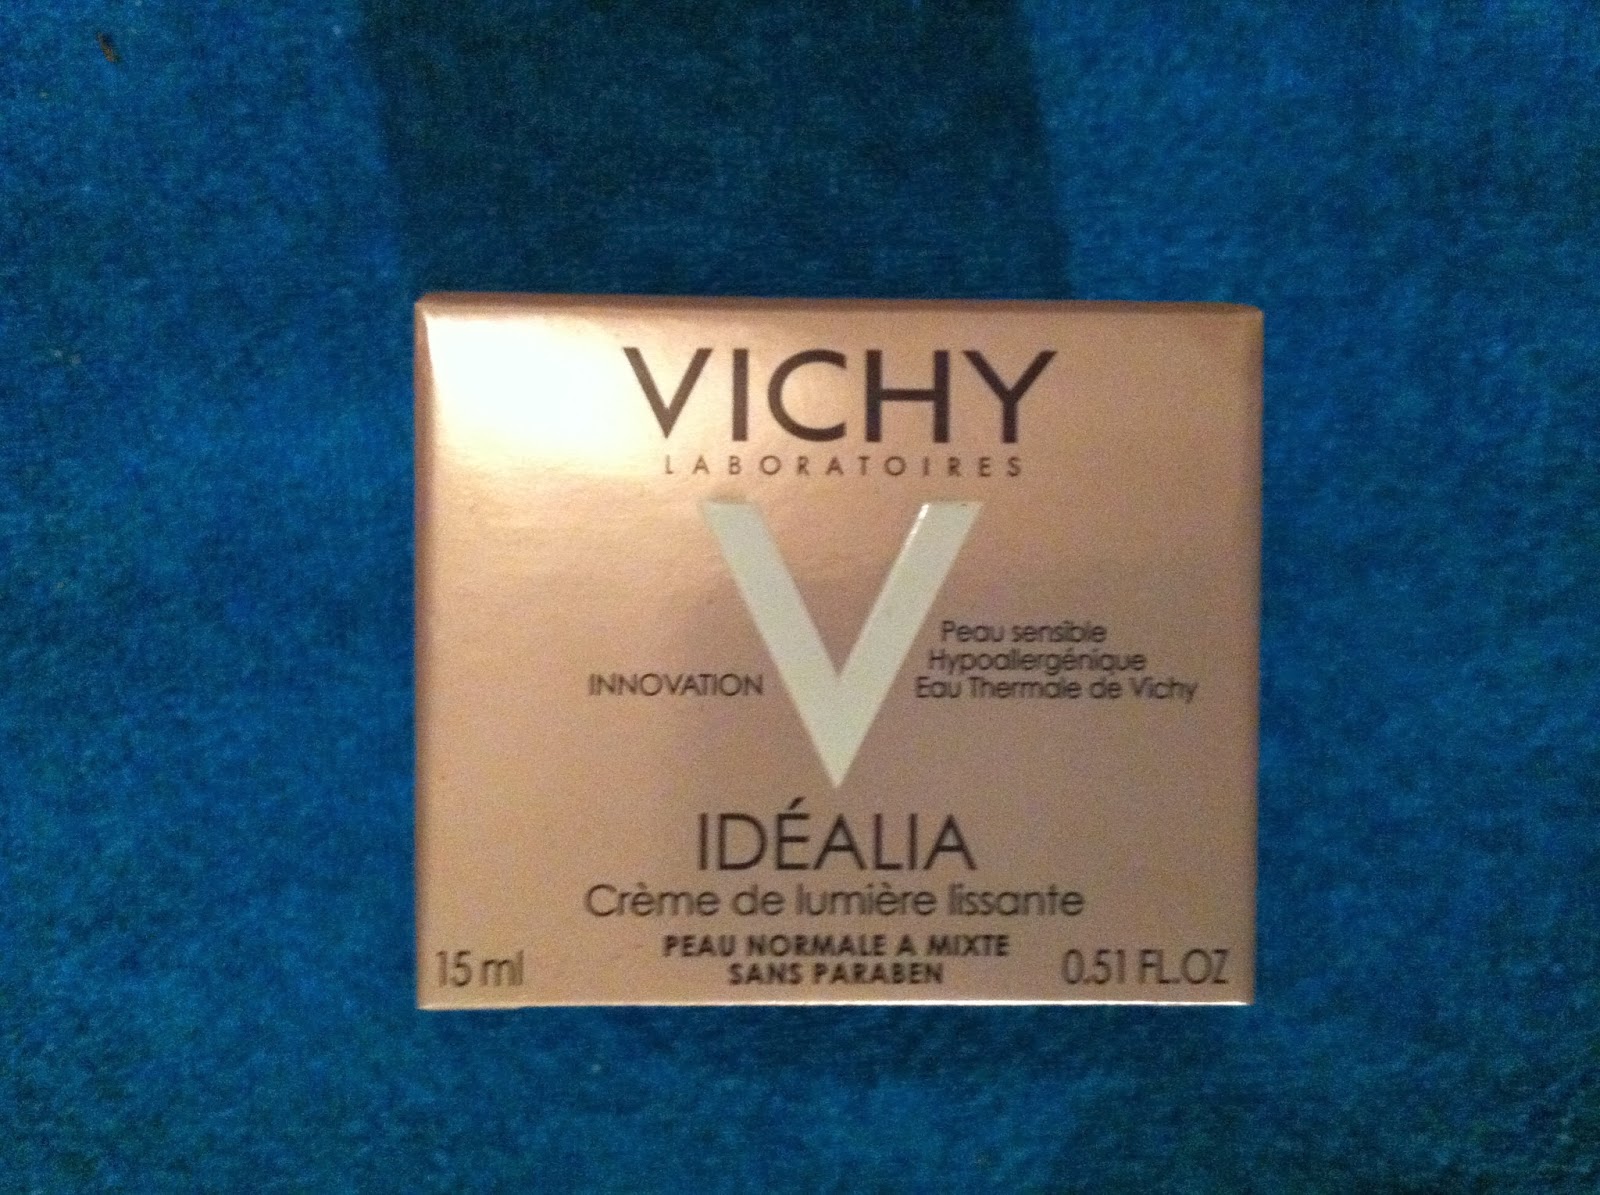 VICHY
LABORATOIRES
V
Peau sensible
Hypoallergénique
INNOVATION Eau Thermale de Vichy
IDÉALIA
Crème de lumière lissante
PEAU NORMALE A MIXTE
SANS PARABEN
15 ml 0.51 FL.OZ